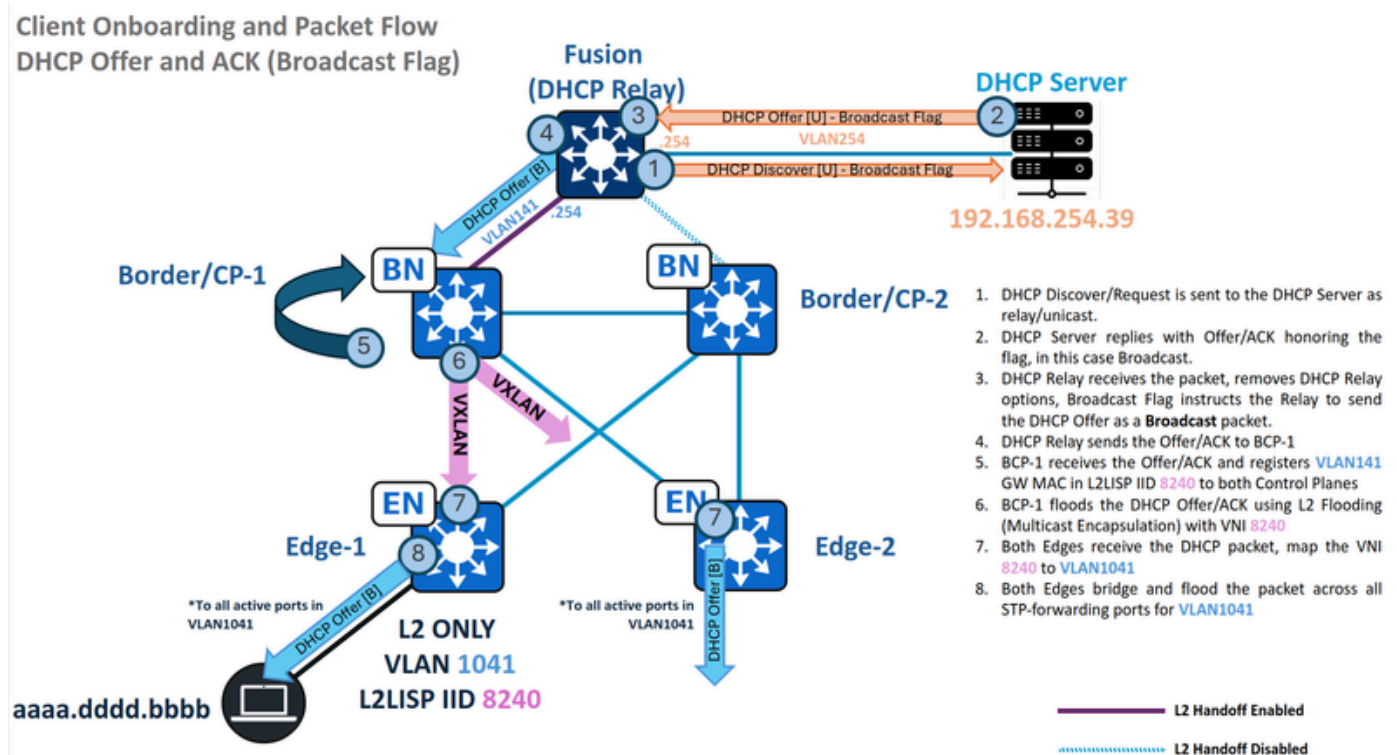 Client Onboarding and Packet Flow
DHCP Offer and ACK (Broadcast Flag)
Fusion
(DHCP Relay)
DHCP Server
3
DHCP Offer [U] - Broadcast Flag
2
4
.254
VLAN254
1
DHCP Discover [U] - Broadcast Flag
DHCP Offer [B]
VLAN141
.254
192.168.254.39
Border/CP-1
BN
BN
Border/CP-2
5
6
VXLAN
VXLAN
1. DHCP Discover/Request is sent to the DHCP Server as
relay/unicast.
2. DHCP Server replies with Offer/ACK honoring the
flag, in this case Broadcast.
3. DHCP Relay receives the packet, removes DHCP Relay
options, Broadcast Flag instructs the Relay to send
the DHCP Offer as a Broadcast packet.
4. DHCP Relay sends the Offer/ACK to BCP-1
5. BCP-1 receives the Offer/ACK and registers VLAN141
GW MAC in L2LISP IID 8240 to both Control Planes
6. BCP-1 floods the DHCP Offer/ACK using L2 Flooding
(Multicast Encapsulation) with VNI 8240
7. Both Edges receive the DHCP packet, map the VNI
8240 to VLAN1041
8. Both Edges bridge and flood the packet across all
STP-forwarding ports for VLAN1041
EN
7
EN
7
Edge-1
8
Edge-2
*To all active ports in
VLAN1041
DHCP Offer [B]
*To all active ports in
VLAN1041
DHCP Offer [B]
L2 ONLY
VLAN 1041
L2LISP IID 8240
aaaa.dddd.bbbb
L2 Handoff Enabled
L2 Handoff Disabled